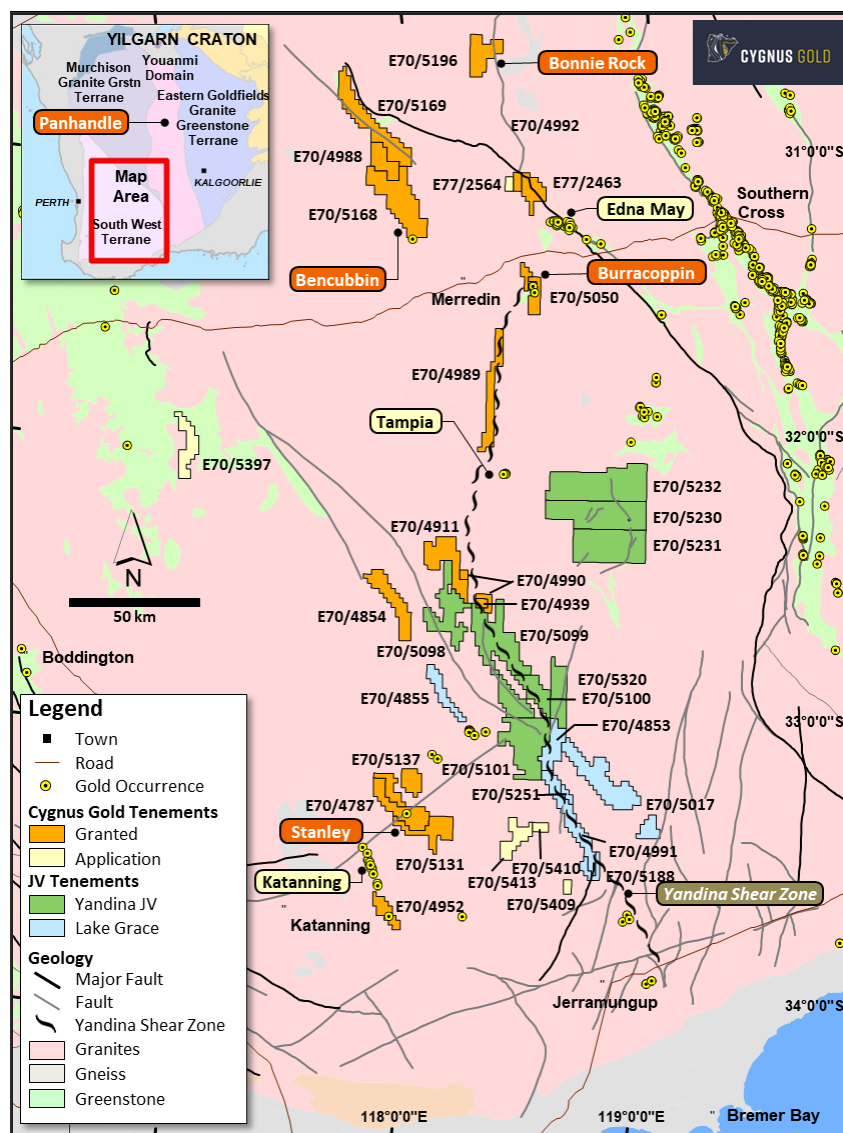 YILGARN CRATON
Murchison
Granite Grstn
Terrane
Youanmi
Domain
Eastern Goldfields
Granite
Greenstone
Terrane
Panhandle
Map
Area
PERTH
KALGOORLIE
South West
Terrane
CYGNUS GOLD
E70/5196
Bonnie Rock
E70/5169
E70/4992
31°0'0"S
E70/4988
E77/2564
E77/2463
Southern
Cross
E70/5168
Edna May
Bencubbin
Burracoppin
Merredin
E70/5050
E70/4989
Tampia
32°0'0"S
E70/5397
E70/5232
E70/5230
E70/5231
E70/4911
N
50 km
E70/4990
E70/4939
E70/4854
E70/5099
E70/5098
Boddington
E70/5320
E70/5100
E70/4855
E70/4853
33°0'0"S
E70/5137
E70/5101
E70/5251
E70/4787
E70/5017
Stanley
E70/4991
E70/5131
E70/5410
E70/5188
Katanning
E70/5413
E70/5409
Yandina Shear Zone
E70/4952
Katanning
Jerramungup
34°0'0"S
118°0'0"E
119°0'0"E
Bremer Bay
Legend
Town
Road
Gold Occurrence
Cygnus Gold Tenements
Granted
Application
JV Tenements
Yandina JV
Lake Grace
Geology
Major Fault
Fault
Yandina Shear Zone
Granites
Gneiss
Greenstone